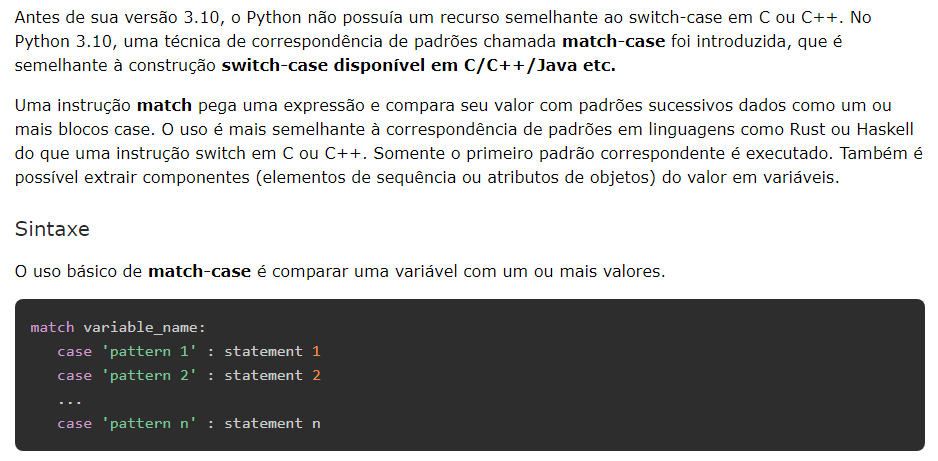 Antes de sua versão 3.10, o Python não possuía um recurso semelhante ao switch-case em C ou C++. No
Python 3.10, uma técnica de correspondência de padrões chamada match-case foi introduzida, que é
semelhante à construção switch-case disponível em C/C++/Java etc.
Uma instrução match pega uma expressão e compara seu valor com padrões sucessivos dados como um ou
mais blocos case. O uso é mais semelhante à correspondência de padrões em linguagens como Rust ou Haskell
do que uma instrução switch em C ou C++. Somente o primeiro padrão correspondente é executado. Também é
possível extrair componentes (elementos de sequência ou atributos de objetos) do valor em variáveis.
Sintaxe
O uso básico de match-case é comparar uma variável com um ou mais valores.
match variable_name:
   case 'pattern 1' : statement 1
   case 'pattern 2' : statement 2
   ...
   case 'pattern n' : statement n